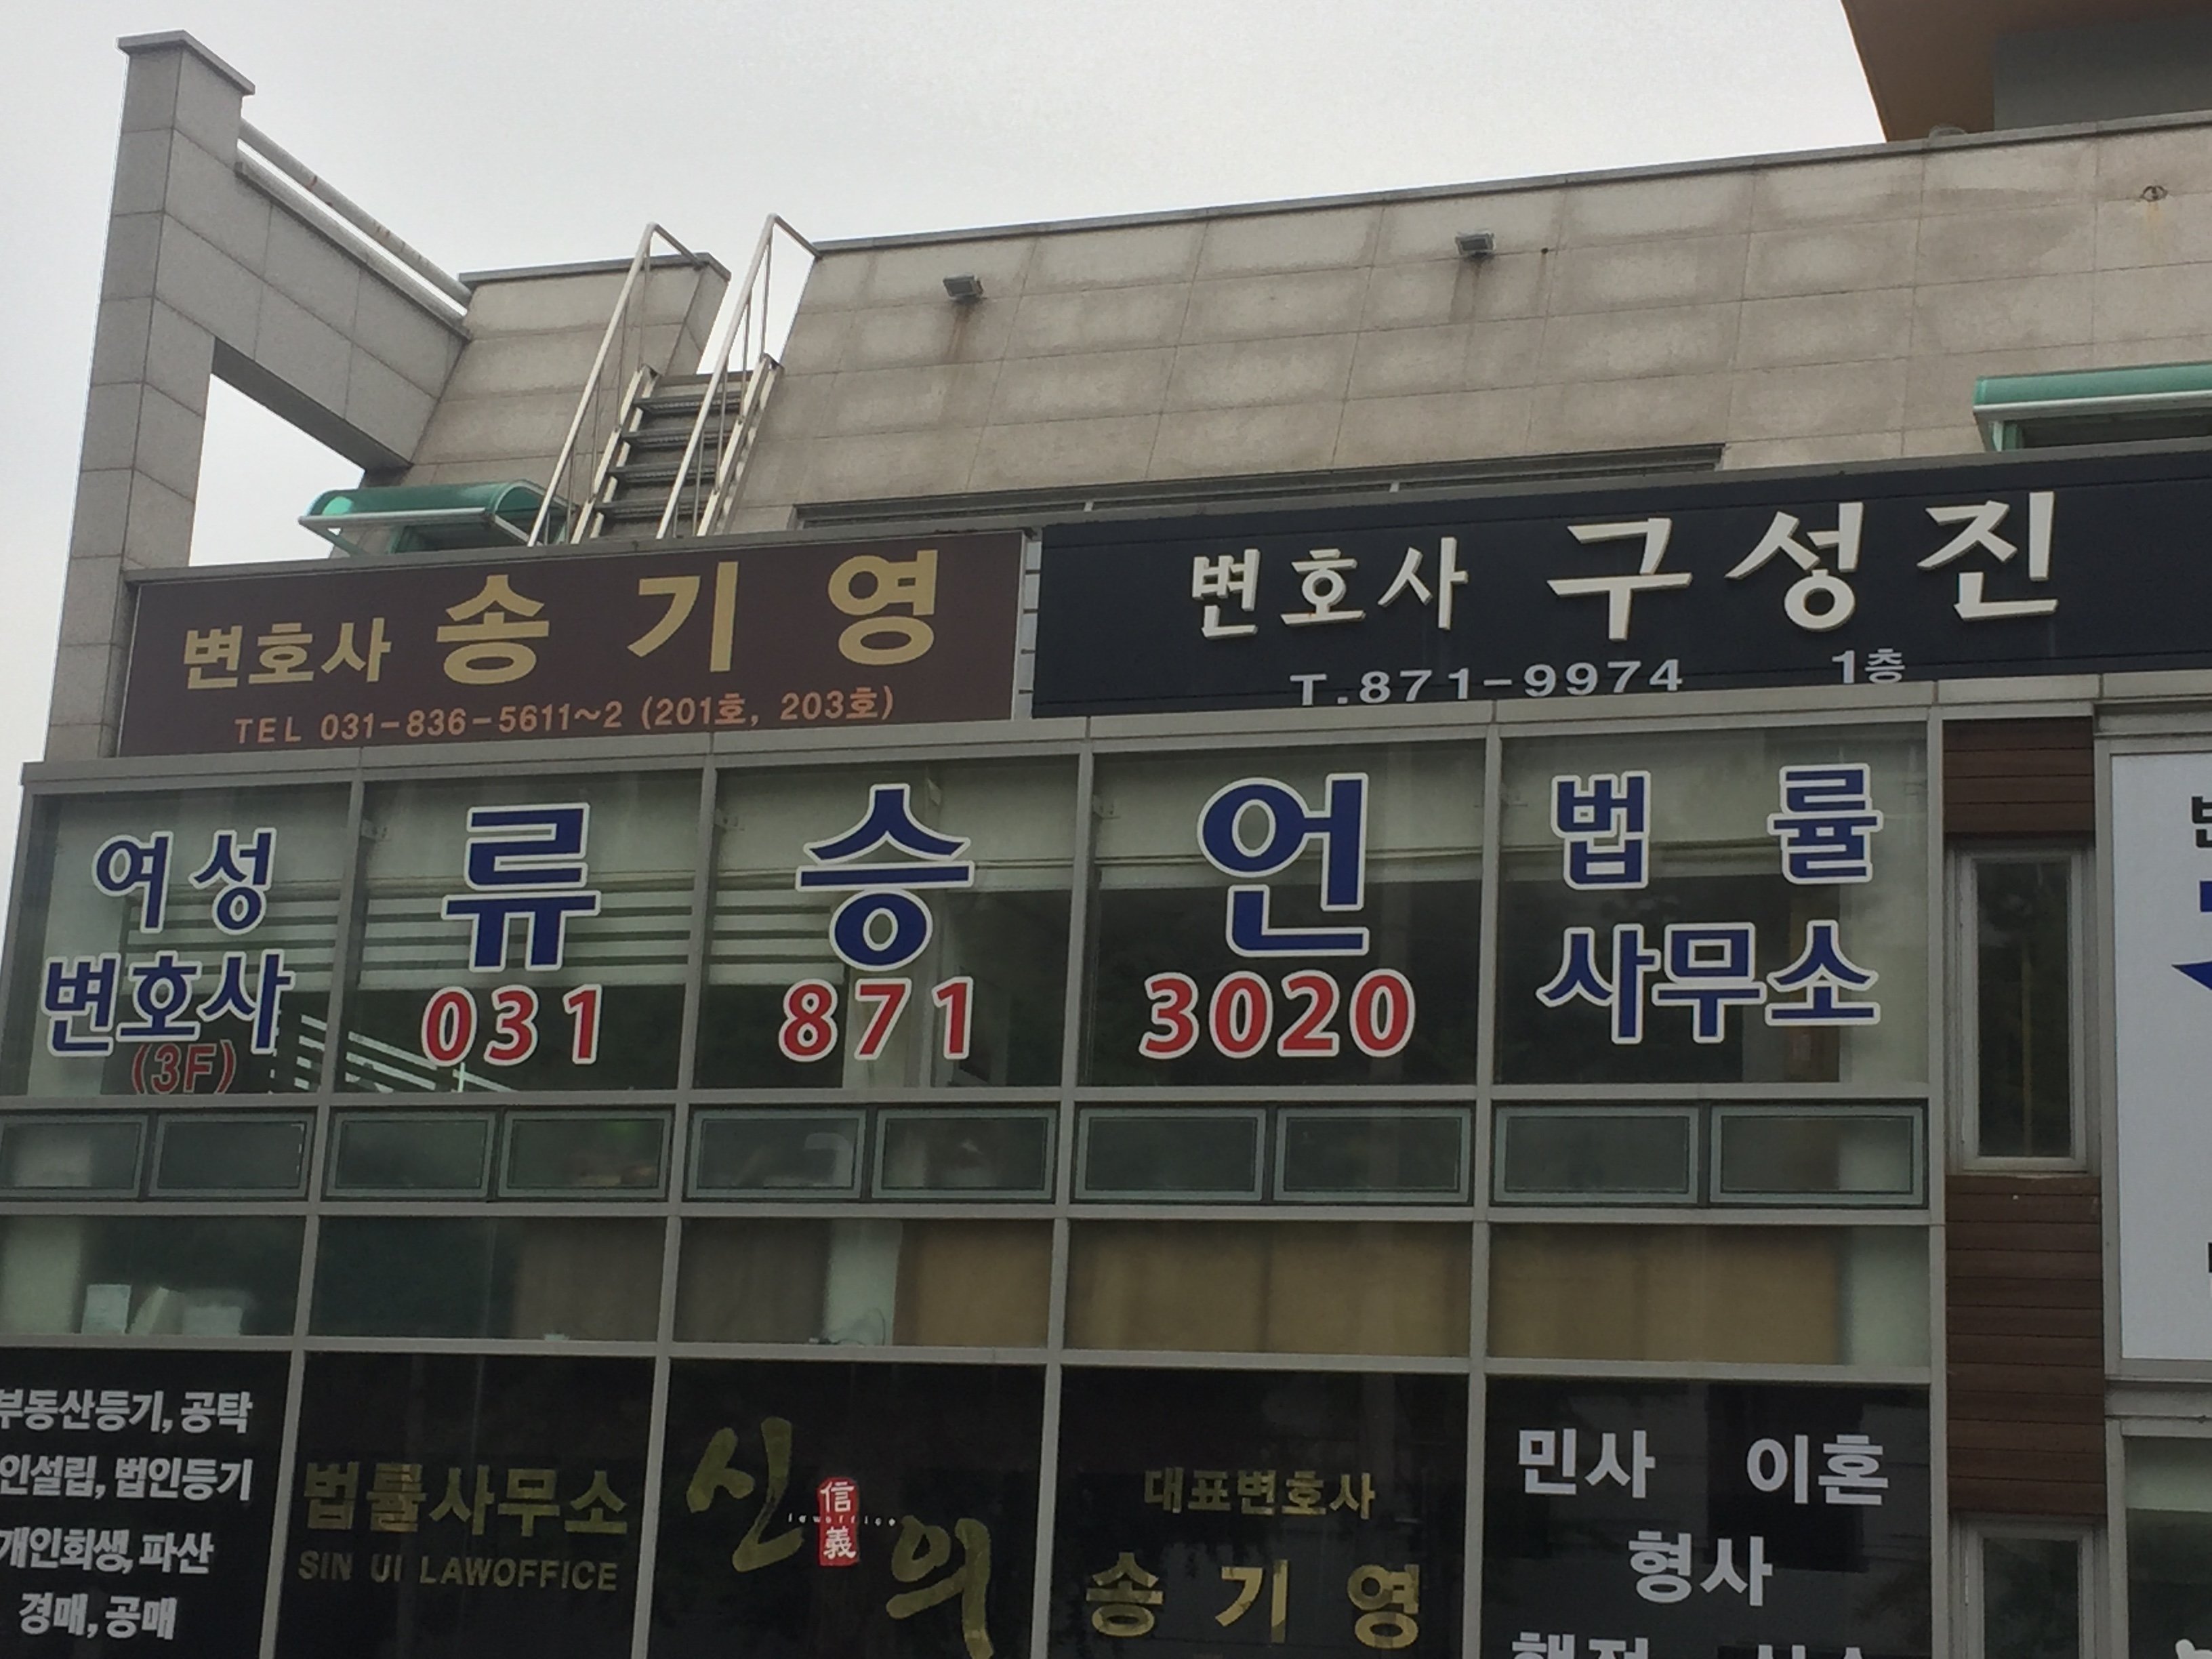 변호사 송기영
TEL 031-836-5611~2 (201호, 203호)
변호사 구성진
T.871-9974 1층
여성
변호사
(3F)
류승언
031 871 3020
법률
사무소
부동산등기, 공탁
인설립, 법인등기
개인회생, 파산
경매, 공매
법률사무소
SIN UI LAWOFFICE
신의
信義
lawoffice
대표변호사
송기영
민사 이혼
형사